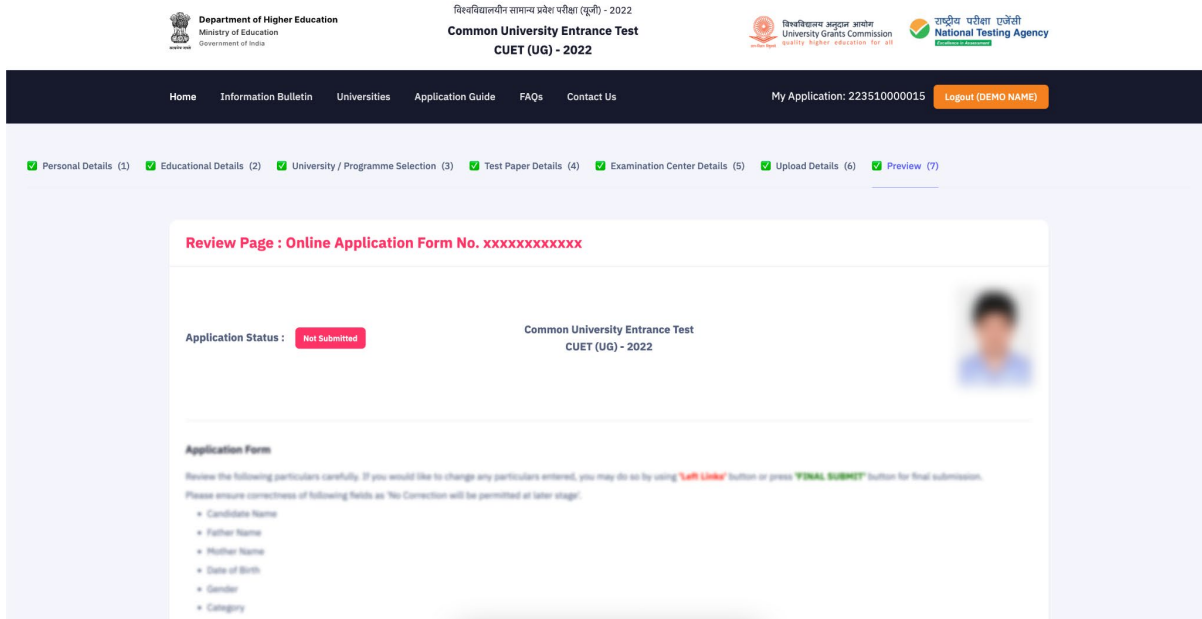 Department of Higher Education
Ministry of Education
Government of India
विश्वविद्यालयीन सामान्य प्रवेश परीक्षा (यूजी) - 2022
Common University Entrance Test
CUET (UG) - 2022
विश्वविद्यालय अनुदान आयोग
University Grants Commission
quality higher education for all
राष्ट्रीय परीक्षा एजेंसी
National Testing Agency
Excellence in Assessment
Home Information Bulletin Universities Application Guide FAQs Contact Us My Application: 223510000015 Logout (DEMO NAME)
Personal Details (1) Educational Details (2) University / Programme Selection (3) Test Paper Details (4) Examination Center Details (5) Upload Details (6) Preview (7)
Review Page : Online Application Form No. xxxxxxxxxxxx
Application Status : Not Submitted
Common University Entrance Test
CUET (UG) - 2022
Application Form
Review the following particulars carefully. If you would like to change any particulars entered, you may do so by using 'Left Links' button or press 'FINAL SUBMIT' button for final submission.
Please ensure correctness of following fields as 'No Correction will be permitted at later stage'.
• Candidate Name
• Father Name
• Mother Name
• Date of Birth
• Gender
• Category